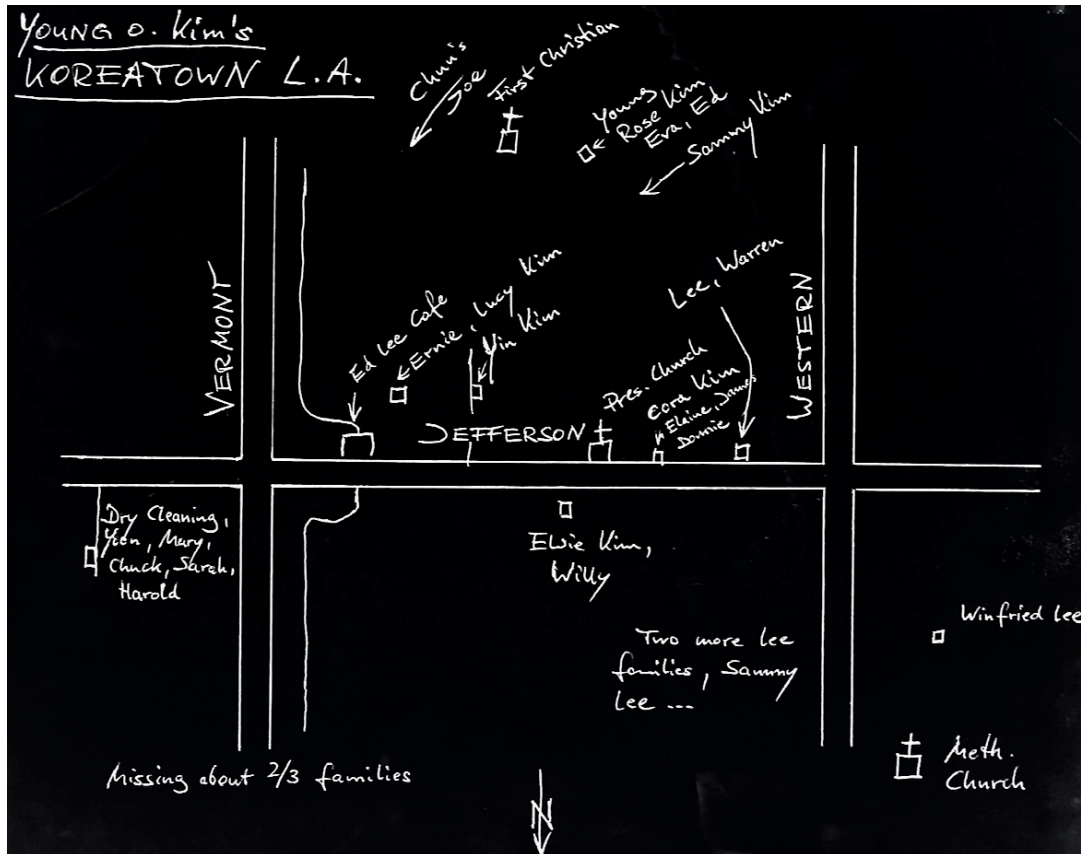 YOUNG O. Kim's
KOREATOWN L.A.
Chun's
Joe
First Christian
Young
Rose Kim
Eva, Ed
Sammy Kim
VERMONT
WESTERN
Ed Lee Cafe
Ernie, Lucy Kim
Yin Kim
Lee, Warren
Pres. Church
Cora Kim
Elaine, James
Donnie
JEFFERSON
Dry Cleaning,
Yien, Mary,
Chuck, Sarah,
Harold
Elsie Kim,
Willy
Two more Lee
families, Sammy
Lee ...
Winfried Lee
Meth.
Church
Missing about 2/3 families
N